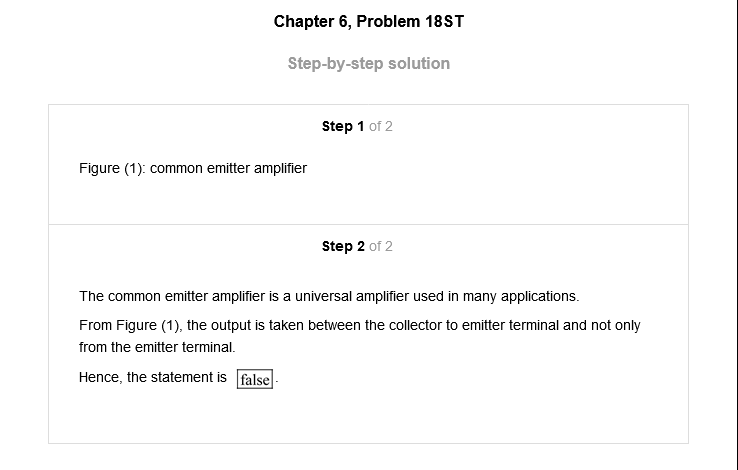 Chapter 6, Problem 18ST
Step-by-step solution
Step 1 of 2
Figure (1): common emitter amplifier
Step 2 of 2
The common emitter amplifier is a universal amplifier used in many applications.
From Figure (1), the output is taken between the collector to emitter terminal and not only
from the emitter terminal.
Hence, the statement is false.